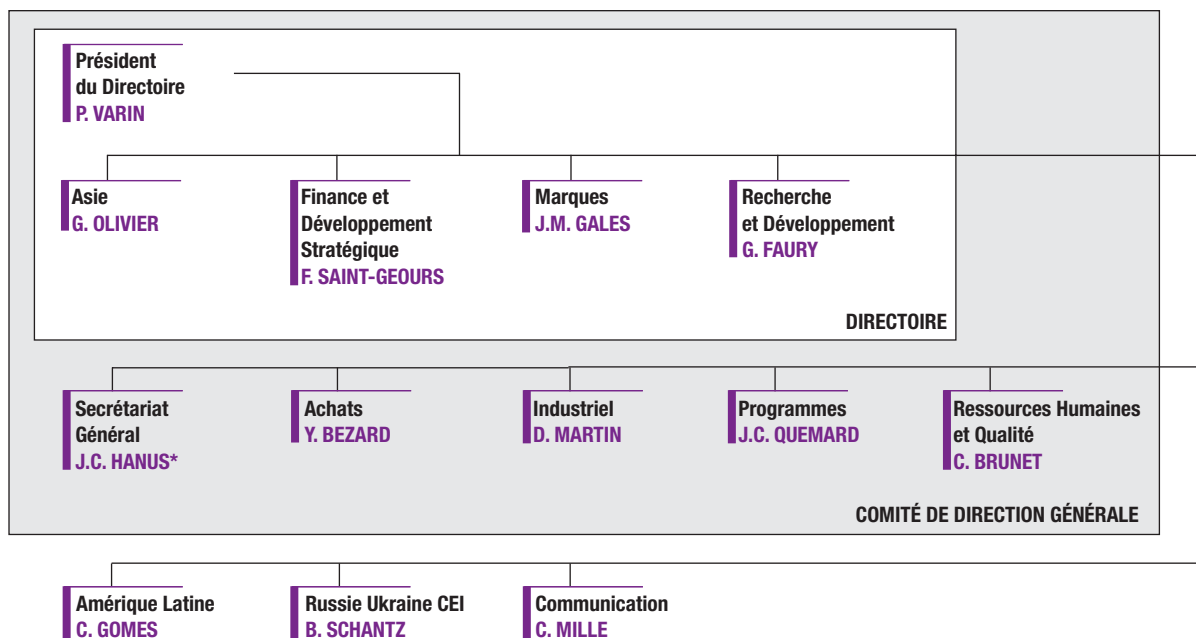 Président
du Directoire
P. VARIN
Asie
G. OLIVIER
Finance et
Développement
Stratégique
F. SAINT-GEOURS
Marques
J.M. GALES
Recherche
et Développement
G. FAURY
DIRECTOIRE
Secrétariat
Général
J.C. HANUS*
Achats
Y. BEZARD
Industriel
D. MARTIN
Programmes
J.C. QUEMARD
Ressources Humaines
et Qualité
C. BRUNET
COMITÉ DE DIRECTION GÉNÉRALE
Amérique Latine
C. GOMES
Russie Ukraine CEI
B. SCHANTZ
Communication
C. MILLE